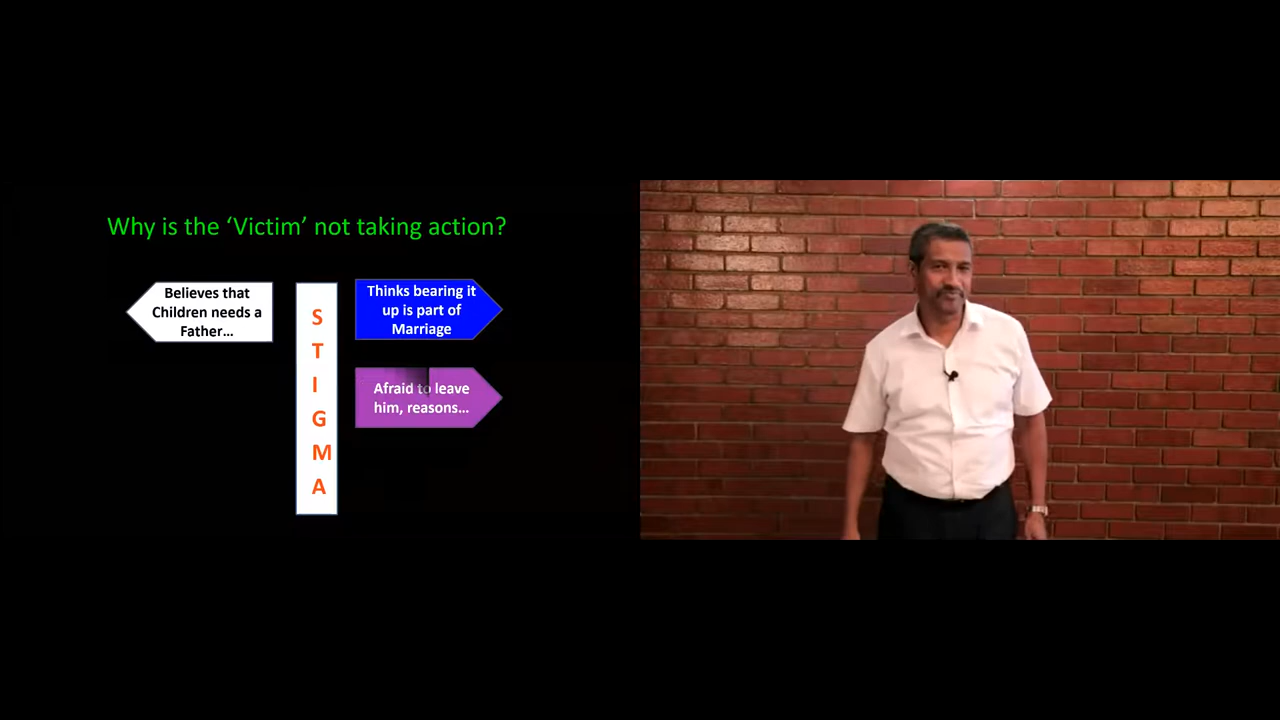 Why is the ‘Victim’ not taking action?
Believes that
Children needs a
Father...
S
T
I
G
M
A
Thinks bearing it
up is part of
Marriage
Afraid to leave
him, reasons...